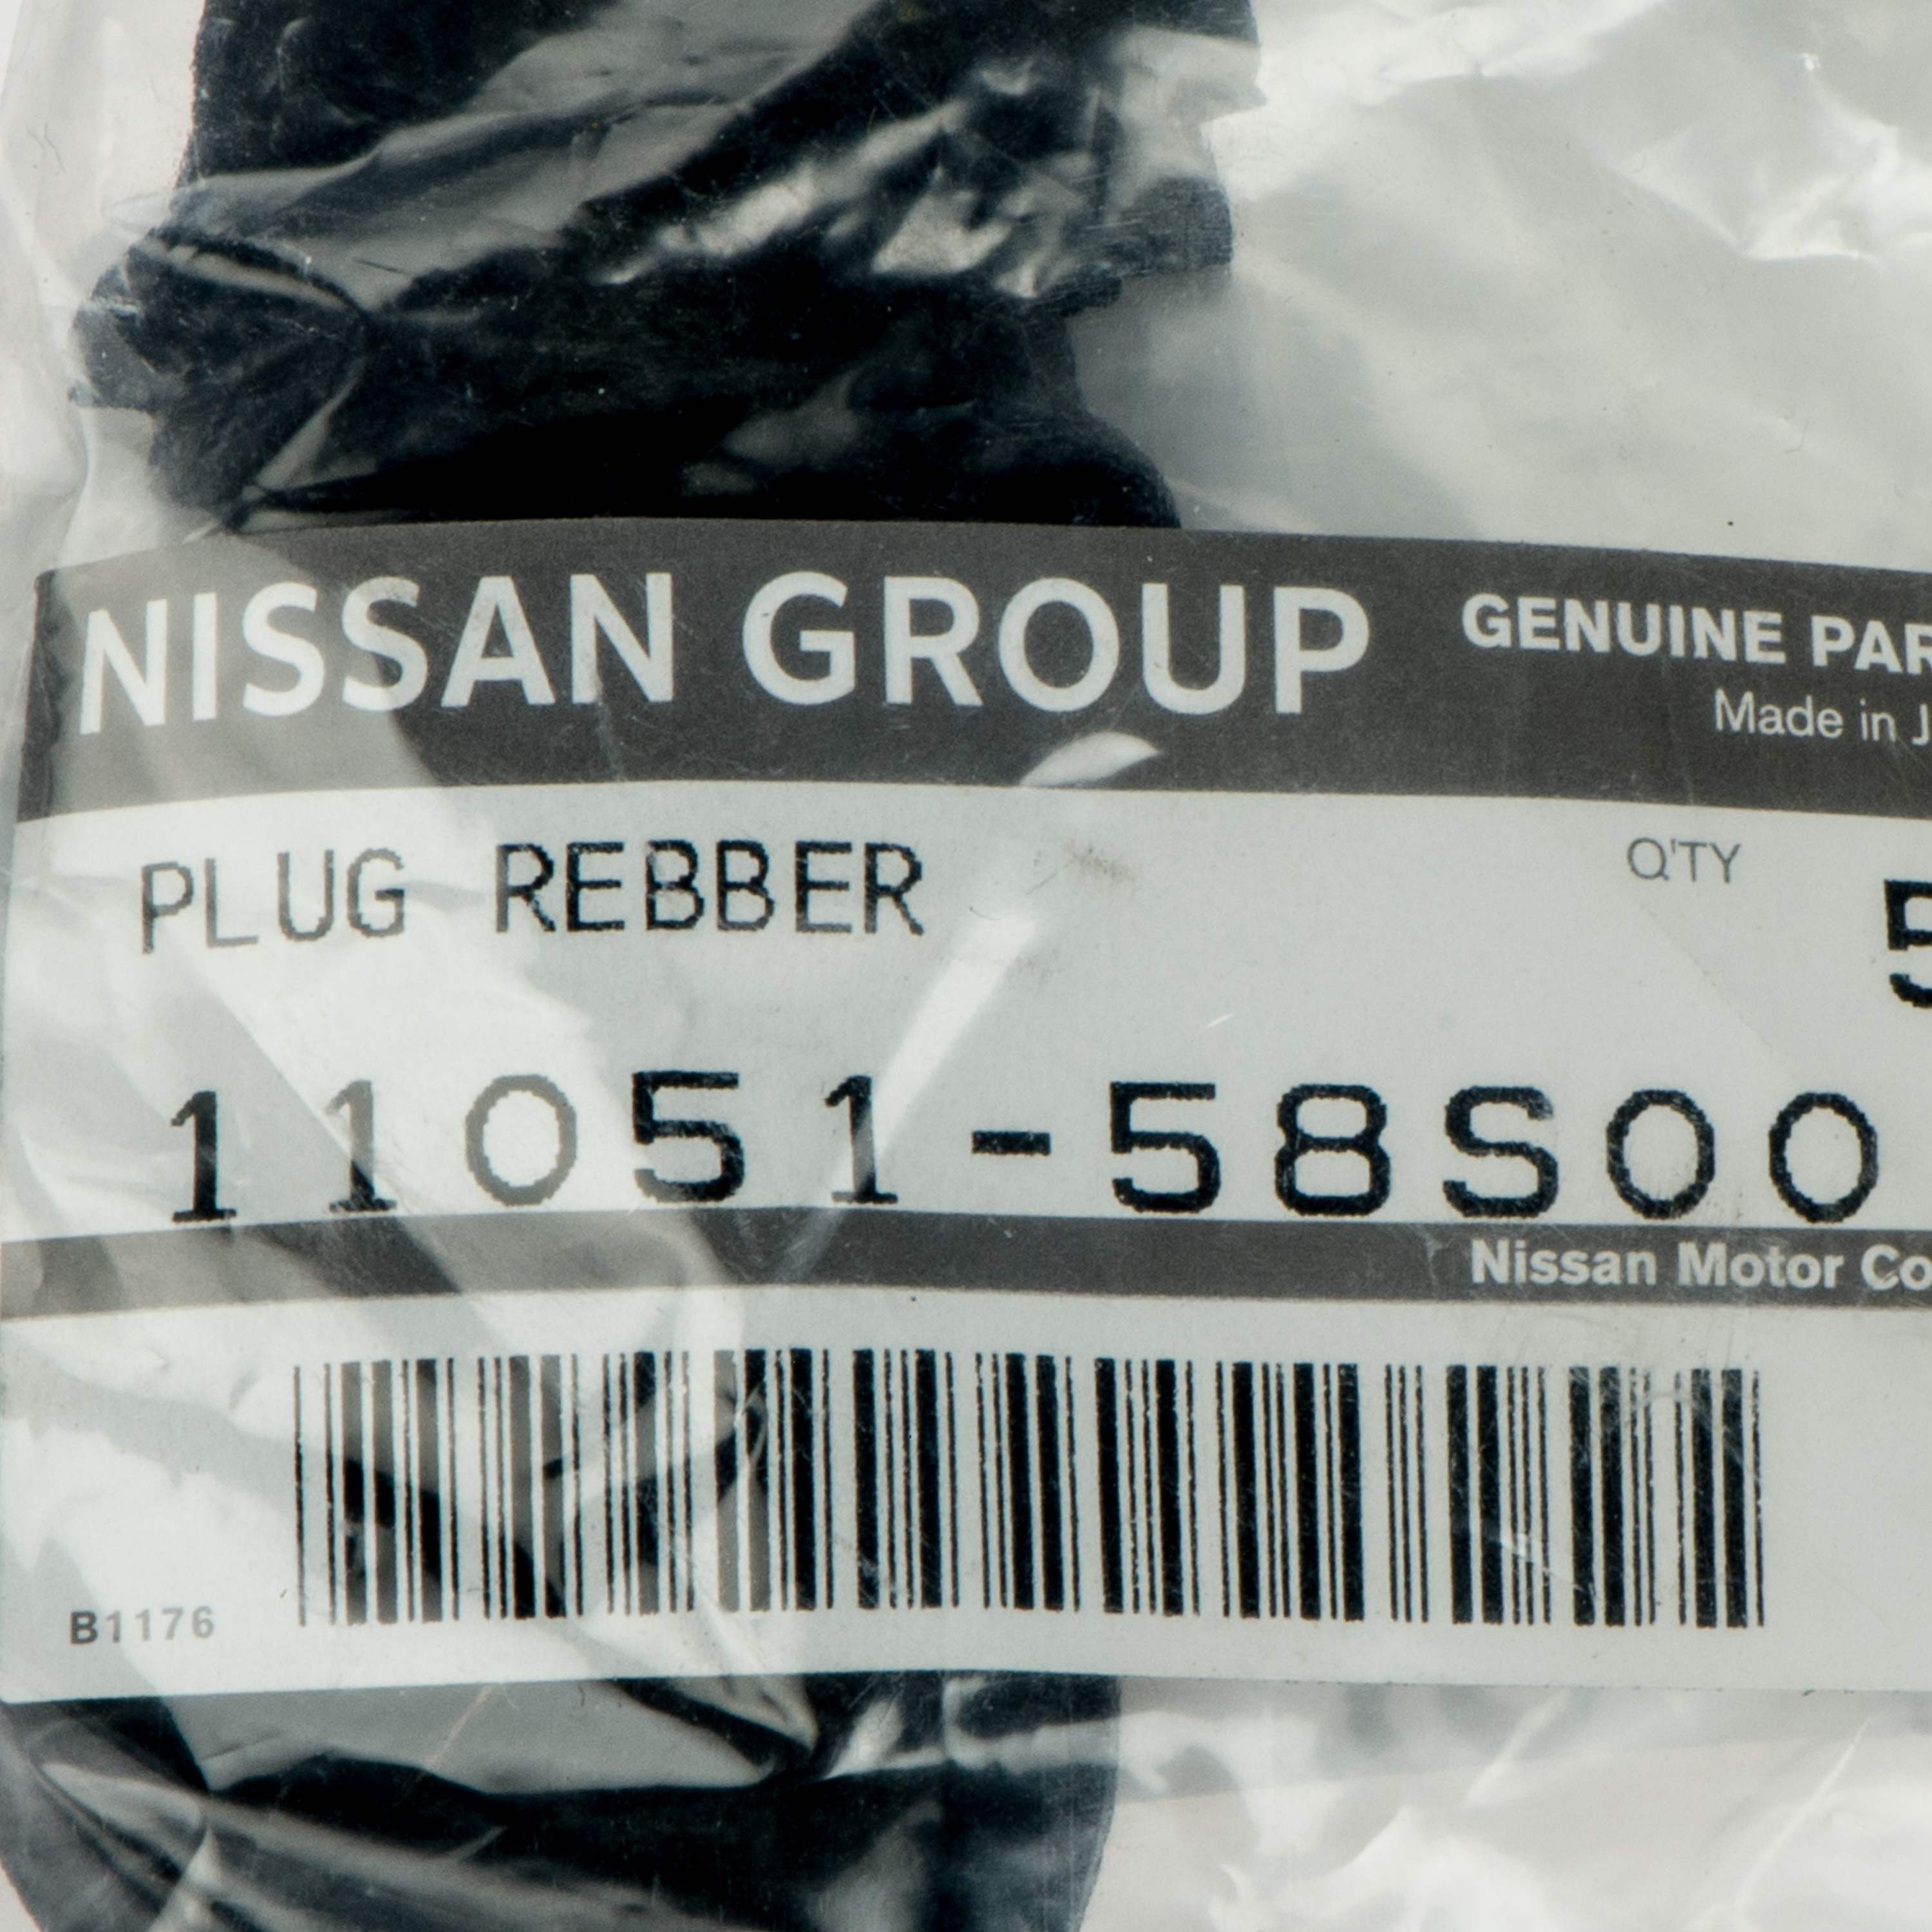 NISSAN GROUP
GENUINE PAR
Made in J
PLUG REBBER
Q'TY
5
11051-58S00
Nissan Motor Co
B1176